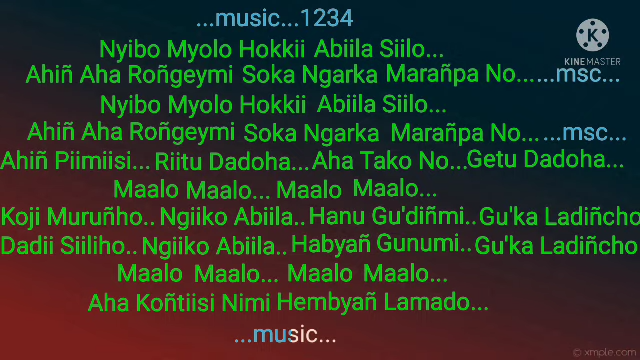 ...music...1234
KINEMASTER
Nyibo Myolo Hokkii Abiila Siilo...
Ahiñ Aha Roñgeymi Soka Ngarka Marañpa No......msc...
Nyibo Myolo Hokkii Abiila Siilo...
Ahiñ Aha Roñgeymi Soka Ngarka Marañpa No......msc...
Ahiñ Piimiisi... Riitu Dadoha... Aha Tako No... Getu Dadoha...
Maalo Maalo... Maalo Maalo...
Koji Muruñho.. Ngiiko Abiila.. Hanu Gu'diñmi.. Gu'ka Ladiñcho
Dadii Siiliho.. Ngiiko Abiila.. Habyañ Gunumi.. Gu'ka Ladiñcho
Maalo Maalo... Maalo Maalo...
Aha Koñtiisi Nimi Hembyañ Lamado...
...music...
© xmple.com